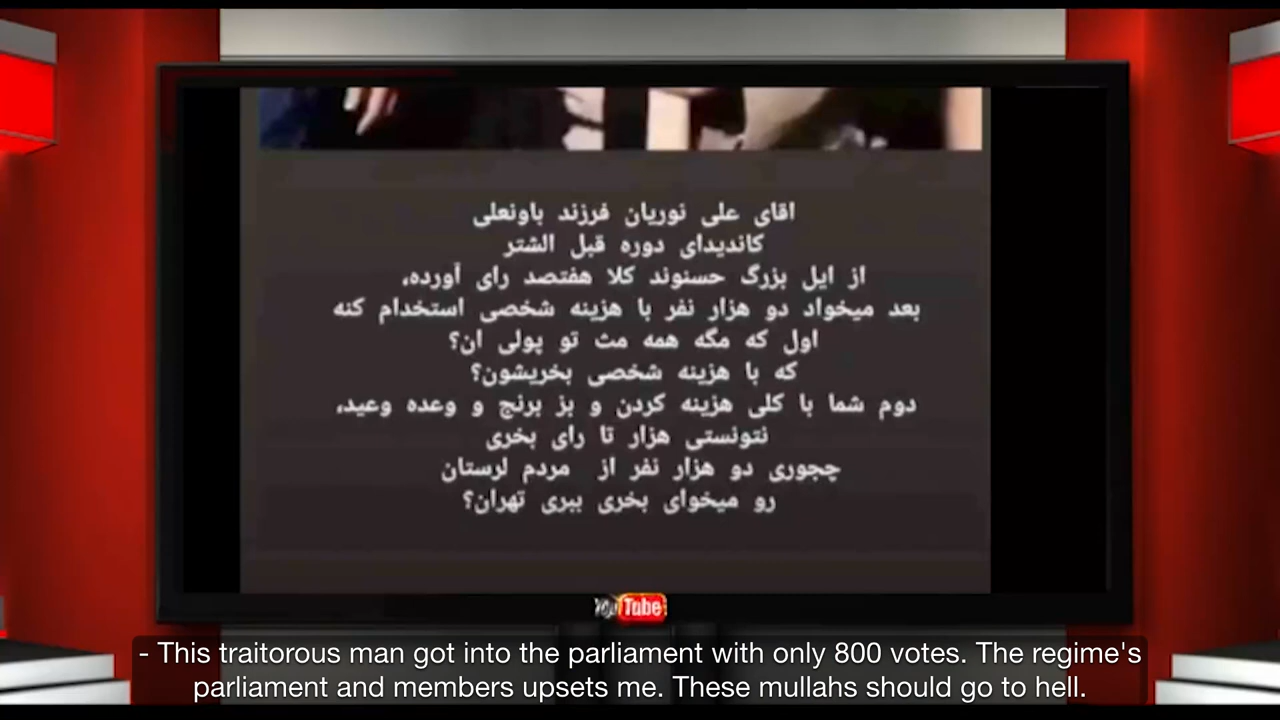 اقای علی نوریان فرزند باونعلی
کاندیدای دوره قبل الشتر
از ایل بزرگ حسنوند کلا هفتصد رای آورده،
بعد میخواد دو هزار نفر با هزینه شخصی استخدام کنه
اول که مگه همه مث تو پولی ان؟
که با هزینه شخصی بخریشون؟
دوم شما با کلی هزینه کردن و بز برنج و وعده وعید،
نتونستی هزار تا رای بخری
چجوری دو هزار نفر از مردم لرستان
رو میخوای بخری ببری تهران؟
YouTube
- This traitorous man got into the parliament with only 800 votes. The regime's
parliament and members upsets me. These mullahs should go to hell.